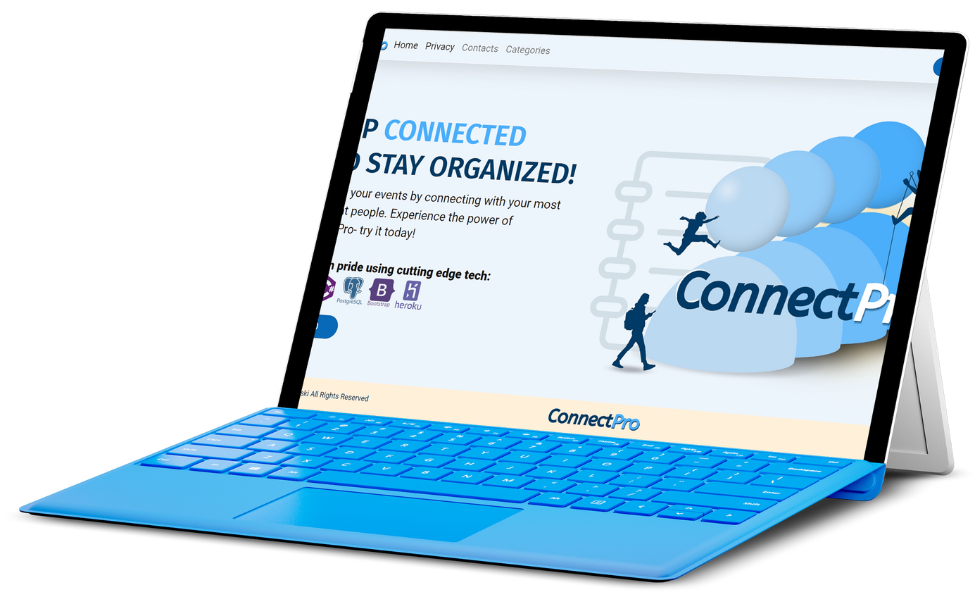 Home Privacy Contacts Categories
P CONNECTED
STAY ORGANIZED!
your events by connecting with your most
t people. Experience the power of
Pro- try it today!
pride using cutting edge tech:
PostgreSQL Bootstrap heroku
B
ConnectPr
ski All Rights Reserved
ConnectPro